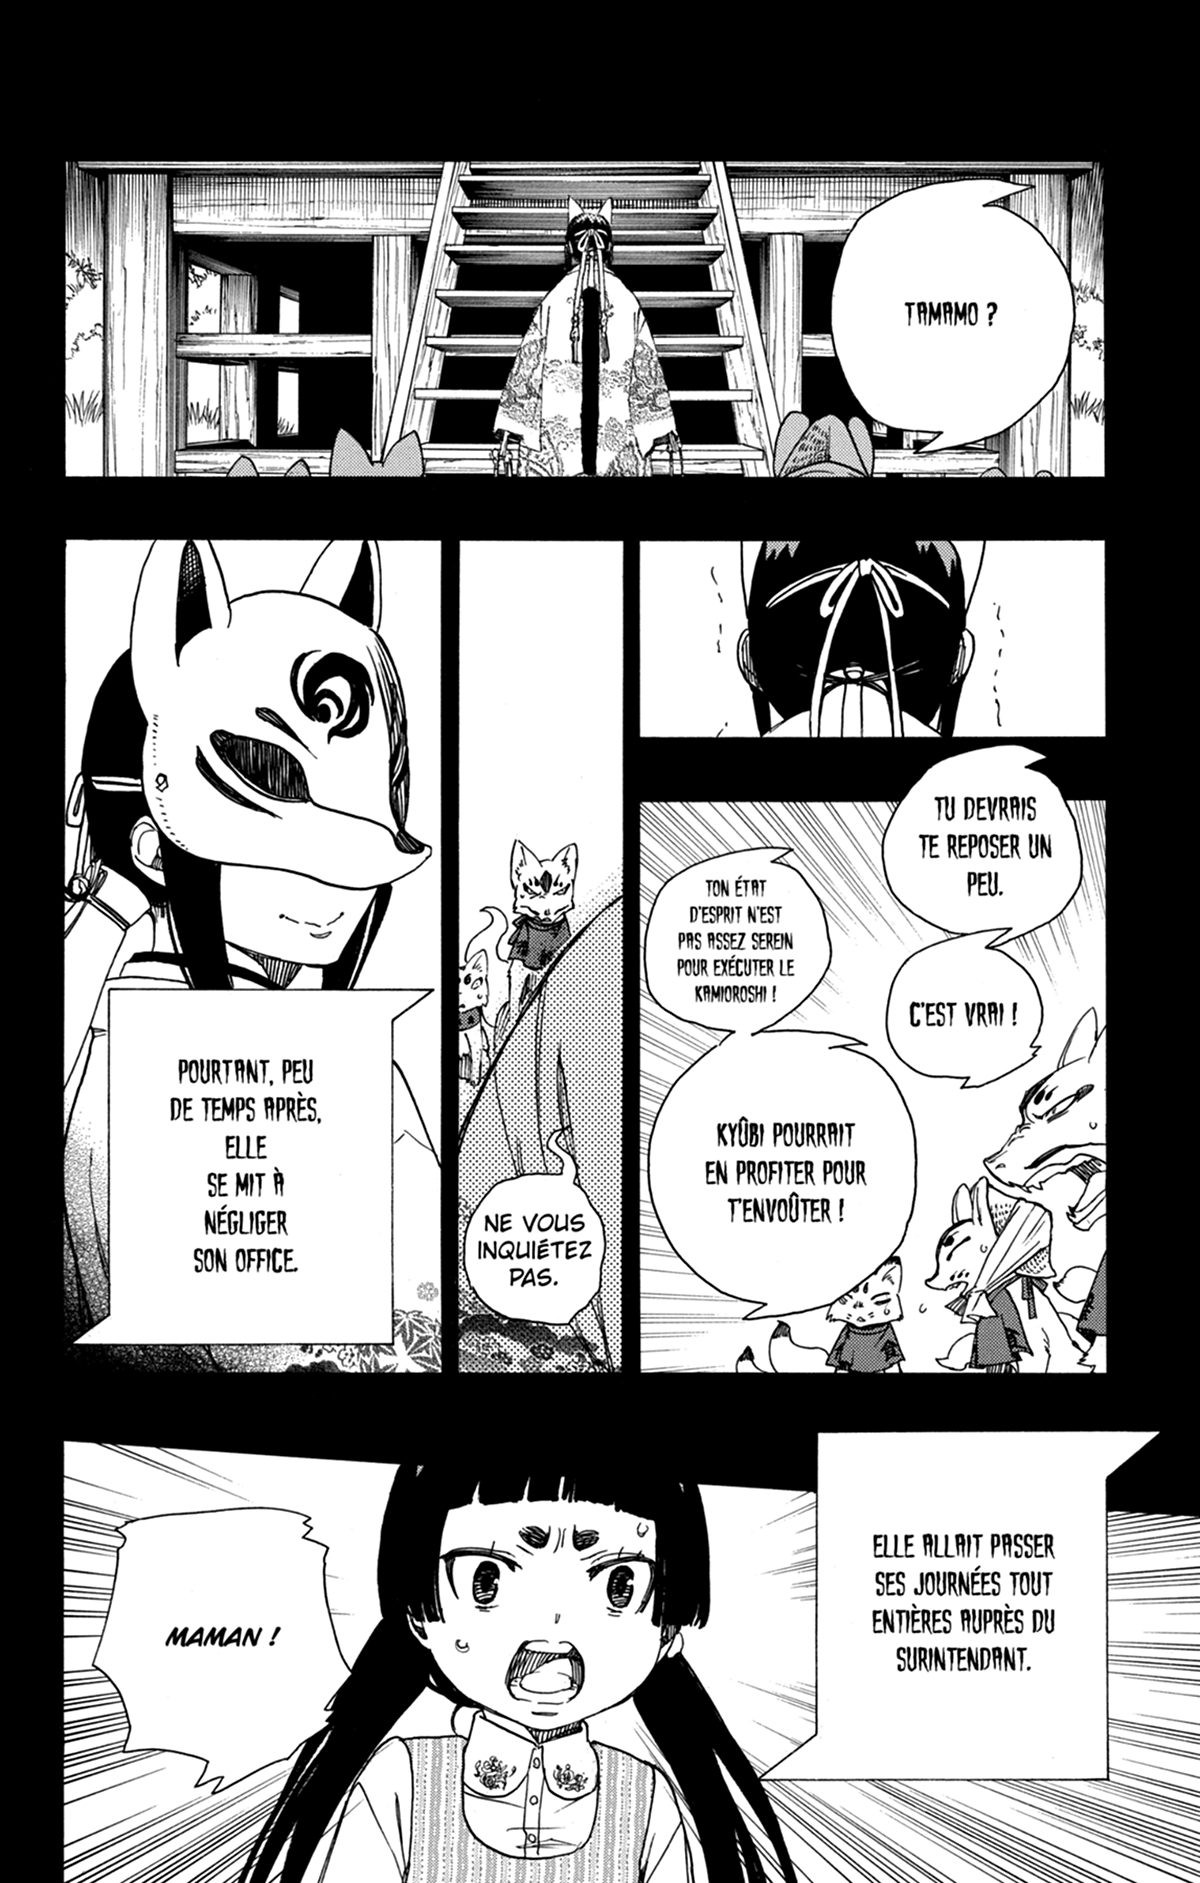 TAMAMO ?
TU DEVRAIS
TE REPOSER UN
PEU.
TON ÉTAT
D'ESPRIT N'EST
PAS ASSEZ SEREIN
POUR EXÉCUTER LE
KAMIOROSHI !
C'EST VRAI !
KYÛBI POURRAIT
EN PROFITER POUR
T'ENVOÛTER !
NE VOUS
INQUIÉTEZ
PAS.
POURTANT, PEU
DE TEMPS APRÈS,
ELLE
SE MIT À
NÉGLIGER
SON OFFICE.
ELLE ALLAIT PASSER
SES JOURNÉES TOUT
ENTIÈRES AUPRÈS DU
SURINTENDANT.
MAMAN !